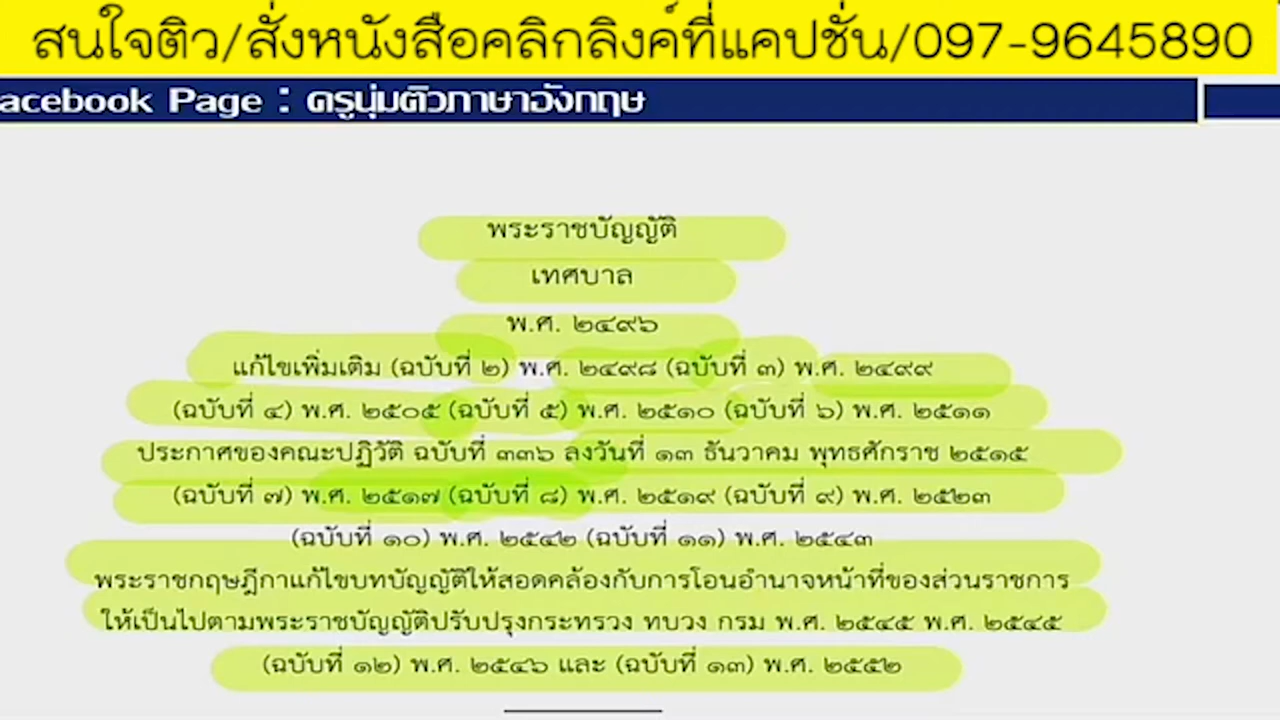 สนใจติว/สั่งหนังสือคลิกลิงค์ที่แคปชั่น/097-9645890
acebook Page : ครูนุ่มติวภาษาอังกฤษ
พระราชบัญญัติ
เทศบาล
พ.ศ. ๒๔๙๖
แก้ไขเพิ่มเติม (ฉบับที่ ๒) พ.ศ. ๒๔๙๘ (ฉบับที่ ๓) พ.ศ. ๒๔๙๙
(ฉบับที่ ๔) พ.ศ. ๒๕๐๕ (ฉบับที่ ๕) พ.ศ. ๒๕๑๐ (ฉบับที่ ๖) พ.ศ. ๒๕๑๑
ประกาศของคณะปฏิวัติ ฉบับที่ ๓๓๖ ลงวันที่ ๑๓ ธันวาคม พุทธศักราช ๒๕๑๕
(ฉบับที่ ๗) พ.ศ. ๒๕๑๗ (ฉบับที่ ๘) พ.ศ. ๒๕๑๙ (ฉบับที่ ๙) พ.ศ. ๒๕๒๓
(ฉบับที่ ๑๐) พ.ศ. ๒๕๔๒ (ฉบับที่ ๑๑) พ.ศ. ๒๕๔๓
พระราชกฤษฎีกาแก้ไขบทบัญญัติให้สอดคล้องกับการโอนอำนาจหน้าที่ของส่วนราชการ
ให้เป็นไปตามพระราชบัญญัติปรับปรุงกระทรวง ทบวง กรม พ.ศ. ๒๕๔๕ พ.ศ. ๒๕๔๕
(ฉบับที่ ๑๒) พ.ศ. ๒๕๔๖ และ (ฉบับที่ ๑๓) พ.ศ. ๒๕๕๒